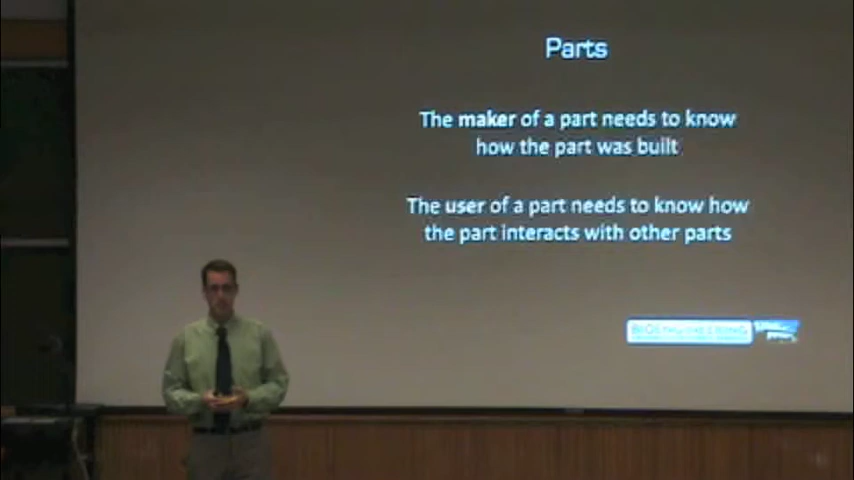 Parts
The maker of a part needs to know
how the part was built
The user of a part needs to know how
the part interacts with other parts
BIOENGINEERING